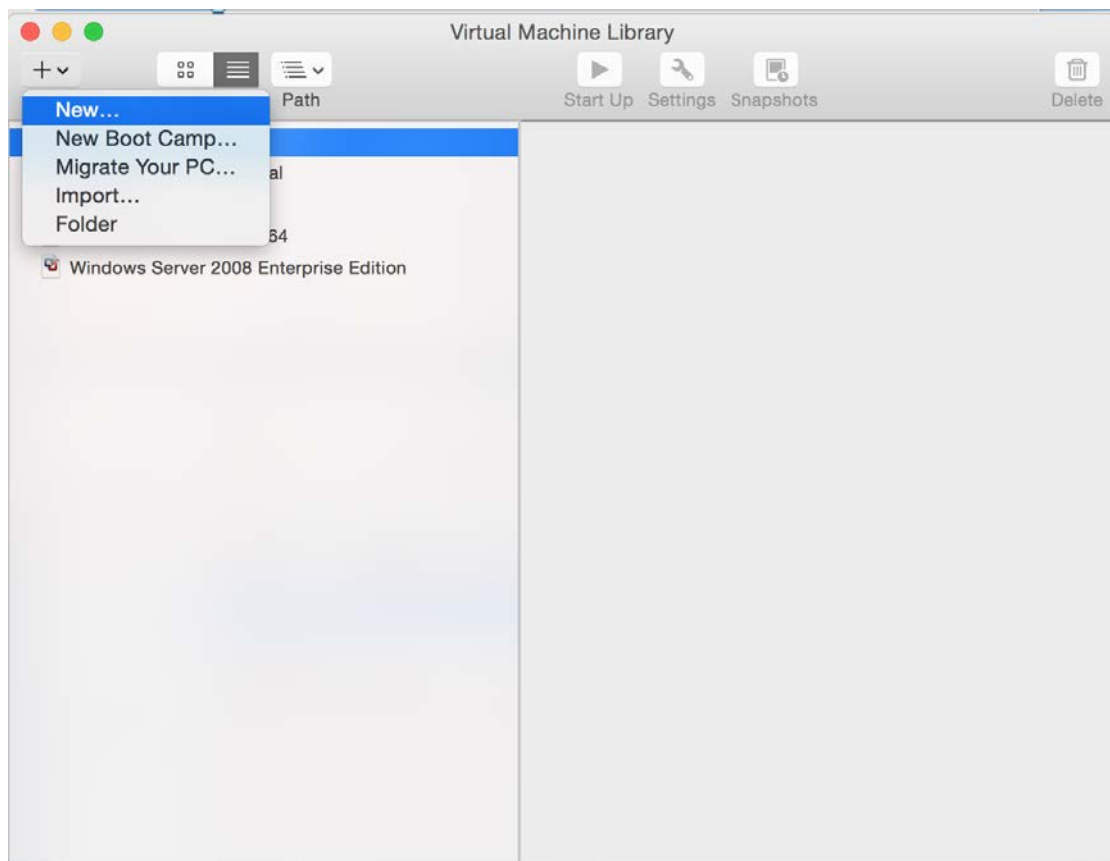 Virtual Machine Library
Path
Start Up Settings Snapshots
Delete
New...
New Boot Camp...
Migrate Your PC...
Import...
Folder
al
64
Windows Server 2008 Enterprise Edition